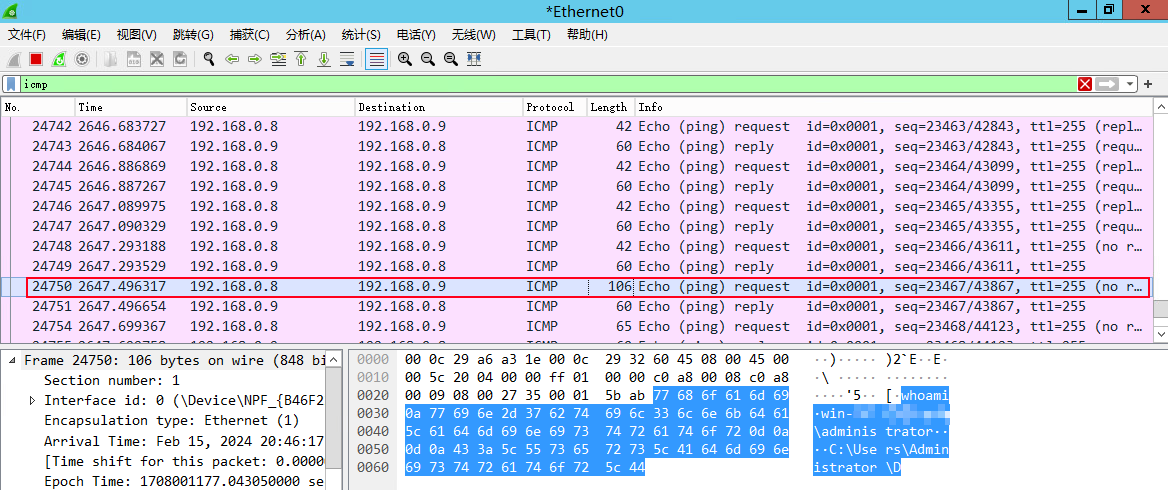 *Ethernet0
文件(F) 编辑(E) 视图(V) 跳转(G) 捕获(C) 分析(A) 统计(S) 电话(Y) 无线(W) 工具(T) 帮助(H)
icmp
No. Time Source Destination Protocol Length Info
24742 2646.683727 192.168.0.8 192.168.0.9 ICMP 42 Echo (ping) request id=0x0001, seq=23463/42843, ttl=255 (repl…
24743 2646.684067 192.168.0.9 192.168.0.8 ICMP 60 Echo (ping) reply id=0x0001, seq=23463/42843, ttl=255 (requ…
24744 2646.886869 192.168.0.8 192.168.0.9 ICMP 42 Echo (ping) request id=0x0001, seq=23464/43099, ttl=255 (repl…
24745 2646.887267 192.168.0.9 192.168.0.8 ICMP 60 Echo (ping) reply id=0x0001, seq=23464/43099, ttl=255 (requ…
24746 2647.089975 192.168.0.8 192.168.0.9 ICMP 42 Echo (ping) request id=0x0001, seq=23465/43355, ttl=255 (repl…
24747 2647.090329 192.168.0.9 192.168.0.8 ICMP 60 Echo (ping) reply id=0x0001, seq=23465/43355, ttl=255 (requ…
24748 2647.293188 192.168.0.8 192.168.0.9 ICMP 42 Echo (ping) request id=0x0001, seq=23466/43611, ttl=255 (no r…
24749 2647.293529 192.168.0.9 192.168.0.8 ICMP 60 Echo (ping) reply id=0x0001, seq=23466/43611, ttl=255
24750 2647.496317 192.168.0.8 192.168.0.9 ICMP 106 Echo (ping) request id=0x0001, seq=23467/43867, ttl=255 (no r…
24751 2647.496654 192.168.0.9 192.168.0.8 ICMP 60 Echo (ping) reply id=0x0001, seq=23467/43867, ttl=255
24754 2647.699367 192.168.0.8 192.168.0.9 ICMP 65 Echo (ping) request id=0x0001, seq=23468/44123, ttl=255 (no r…
Frame 24750: 106 bytes on wire (848 bi
Section number: 1
Interface id: 0 (\Device\NPF_{B46F2
Encapsulation type: Ethernet (1)
Arrival Time: Feb 15, 2024 20:46:17
[Time shift for this packet: 0.0000
Epoch Time: 1708001177.043050000 se
0000 00 0c 29 a6 a3 1e 00 0c 29 32 60 45 08 00 45 00 ··)····· )2`E··E·
0010 00 5c 20 04 00 00 ff 01 00 00 c0 a8 00 08 c0 a8 ·\ ····· ········
0020 00 09 08 00 27 35 00 01 5b ab 77 68 6f 61 6d 69 ····'5·· [·whoami
0030 0a 77 69 6e 2d 37 62 74 69 6c 33 6c 6e 6b 64 61 ·win-
0040 5c 61 64 6d 69 6e 69 73 74 72 61 74 6f 72 0d 0a \adminis trator··
0050 0d 0a 43 3a 5c 55 73 65 72 73 5c 41 64 6d 69 6e ··C:\Use rs\Admin
0060 69 73 74 72 61 74 6f 72 5c 44 istrator \D